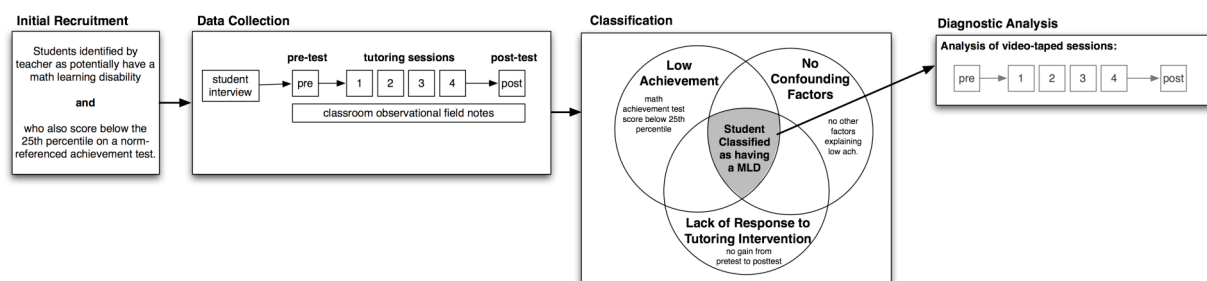 Initial Recruitment
Students identified by
teacher as potentially have a
math learning disability
and
who also score below the
25th percentile on a norm-
referenced achievement test.
Data Collection
pre-test
tutoring sessions
post-test
student
interview
pre
1
2
3
4
post
classroom observational field notes
Classification
Low
Achievement
math
achievement test
score below 25th
percentile
No
Confounding
Factors
no other
factors
explaining
low ach.
Student
Classified
as having
a MLD
Lack of Response to
Tutoring Intervention
no gain from
pretest to posttest
Diagnostic Analysis
Analysis of video-taped sessions:
pre
1
2
3
4
post